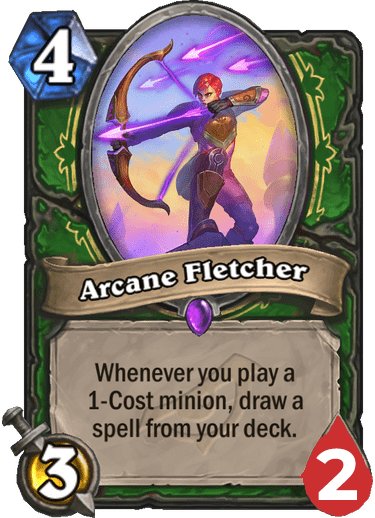 4
Arcane Fletcher
Whenever you play a
1-Cost minion, draw a
spell from your deck.
3
2